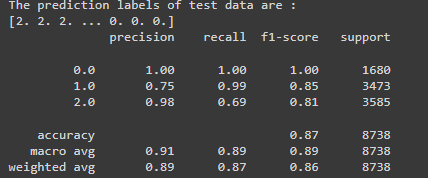 The prediction labels of test data are :
[2. 2. 2. ... 0. 0. 0.]
precision recall f1-score support
0.0 1.00 1.00 1.00 1680
1.0 0.75 0.99 0.85 3473
2.0 0.98 0.69 0.81 3585
accuracy 0.87 8738
macro avg 0.91 0.89 0.89 8738
weighted avg 0.89 0.87 0.86 8738